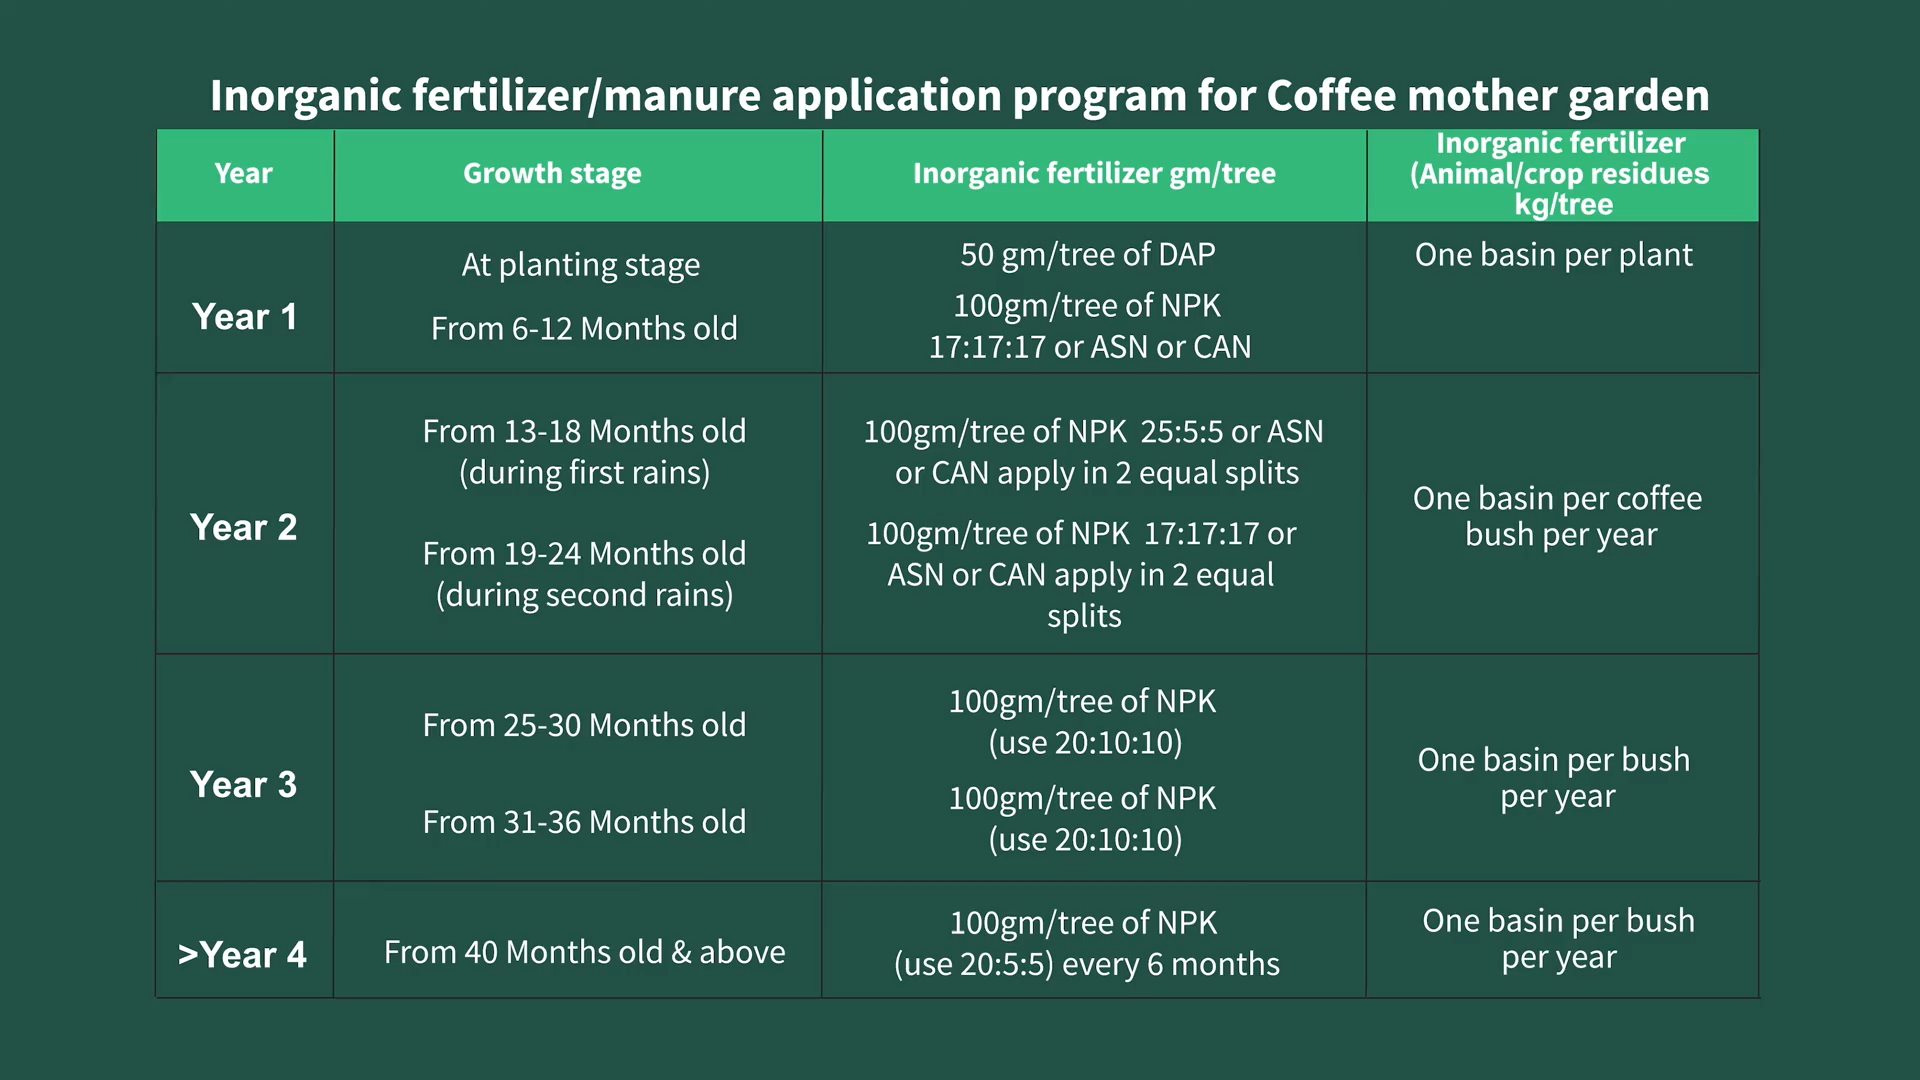 Inorganic fertilizer/manure application program for Coffee mother garden
Year
Growth stage
Inorganic fertilizer gm/tree
Inorganic fertilizer
(Animal/crop residues
kg/tree
Year 1
At planting stage
From 6-12 Months old
50 gm/tree of DAP
100gm/tree of NPK
17:17:17 or ASN or CAN
One basin per plant
Year 2
From 13-18 Months old
(during first rains)
From 19-24 Months old
(during second rains)
100gm/tree of NPK  25:5:5 or ASN
or CAN apply in 2 equal splits
100gm/tree of NPK  17:17:17 or
ASN or CAN apply in 2 equal
splits
One basin per coffee
bush per year
Year 3
From 25-30 Months old
From 31-36 Months old
100gm/tree of NPK
(use 20:10:10)
100gm/tree of NPK
(use 20:10:10)
One basin per bush
per year
>Year 4
From 40 Months old & above
100gm/tree of NPK
(use 20:5:5) every 6 months
One basin per bush
per year